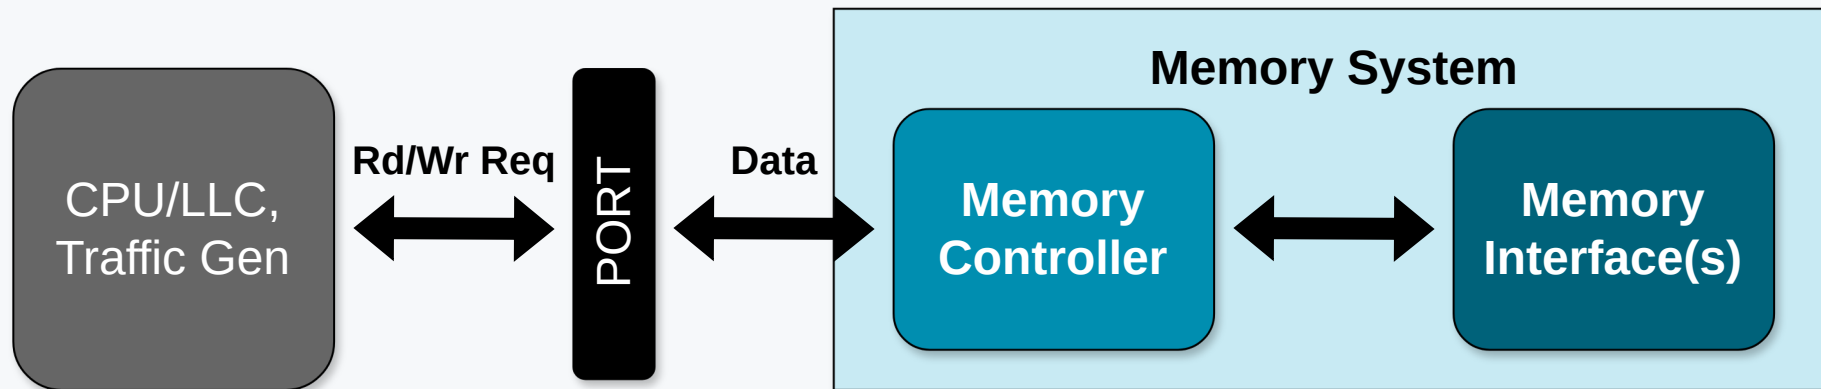 Memory System
CPU/LLC,
Traffic Gen
Rd/Wr Req
PORT
Data
Memory
Controller
Memory
Interface(s)